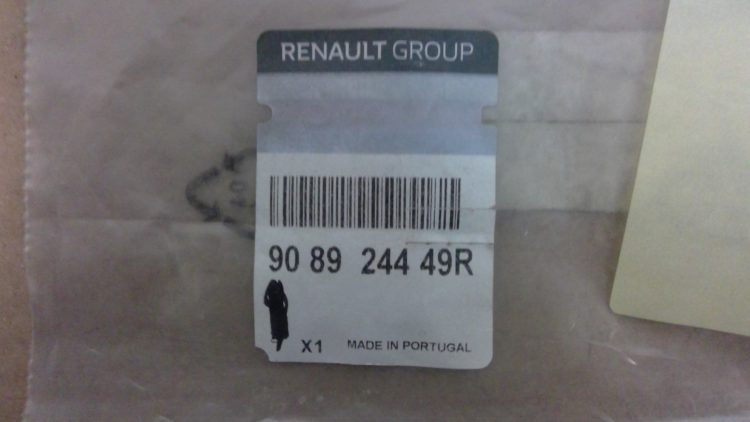 RENAULT GROUP
90 89 244 49R
X1 MADE IN PORTUGAL